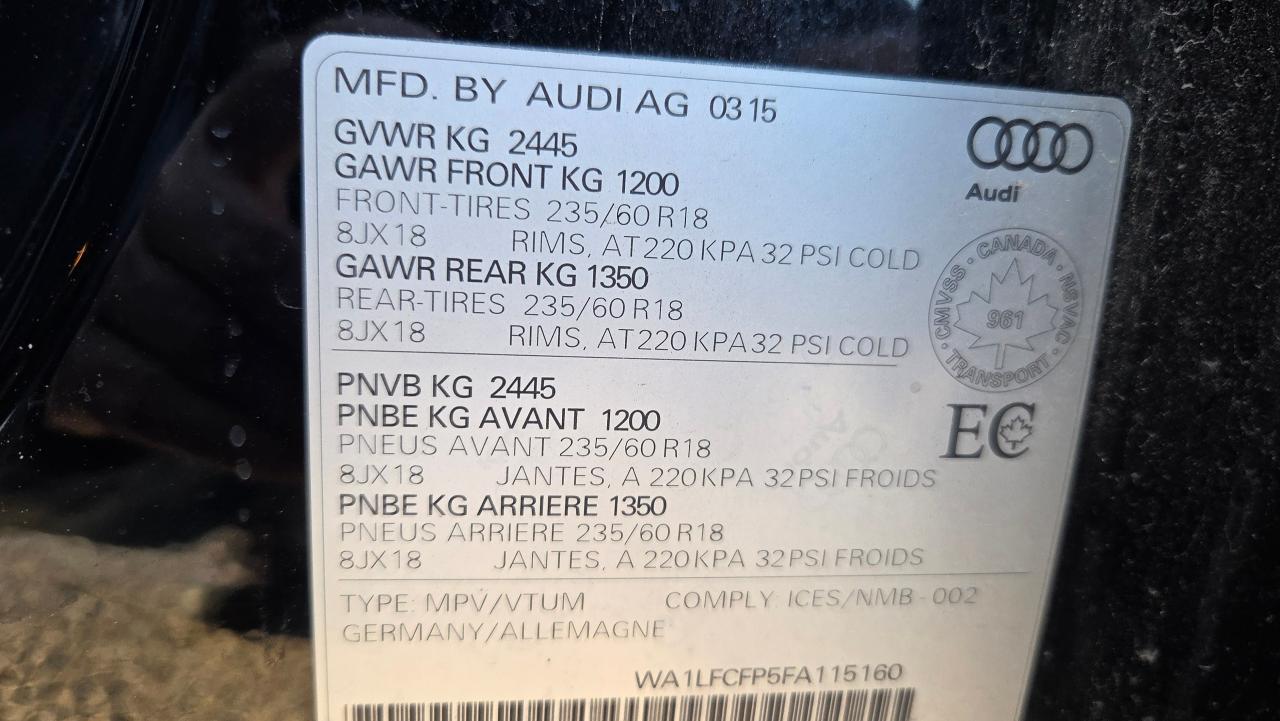 MFD. BY AUDI AG 0315
GVWR KG 2445
GAWR FRONT KG 1200
FRONT-TIRES 235/60 R18
8JX18 RIMS, AT 220 KPA 32 PSI COLD
GAWR REAR KG 1350
REAR-TIRES 235/60 R18
8JX18 RIMS, AT 220 KPA 32 PSI COLD
Audi
CANADA · NSVAC · TRANSPORT · CMVSS ·
961
PNVB KG 2445
PNBE KG AVANT 1200
PNEUS AVANT 235/60 R18
8JX18 JANTES, A 220 KPA 32 PSI FROIDS
PNBE KG ARRIERE 1350
PNEUS ARRIERE 235/60 R18
8JX18 JANTES, A 220 KPA 32 PSI FROIDS
EC
TYPE: MPV/VTUM COMPLY: ICES/NMB-002
GERMANY/ALLEMAGNE
WA1LFCFP5FA115160